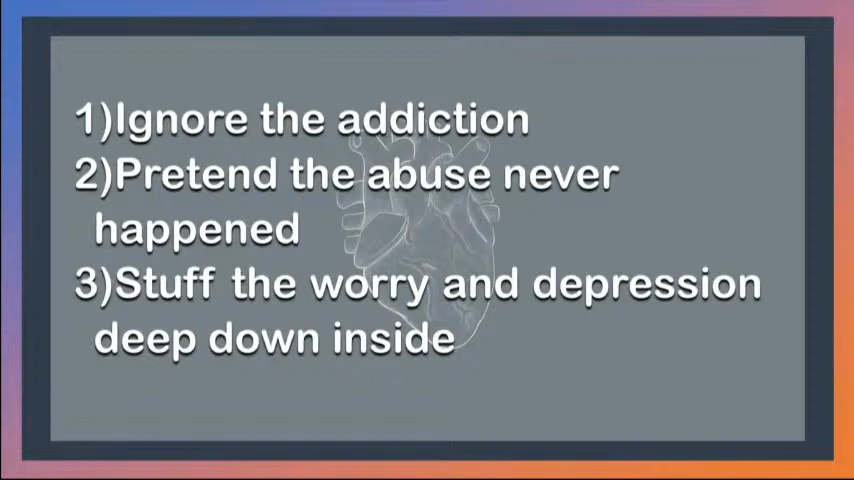 1)Ignore the addiction
2)Pretend the abuse never
happened
3)Stuff the worry and depression
deep down inside